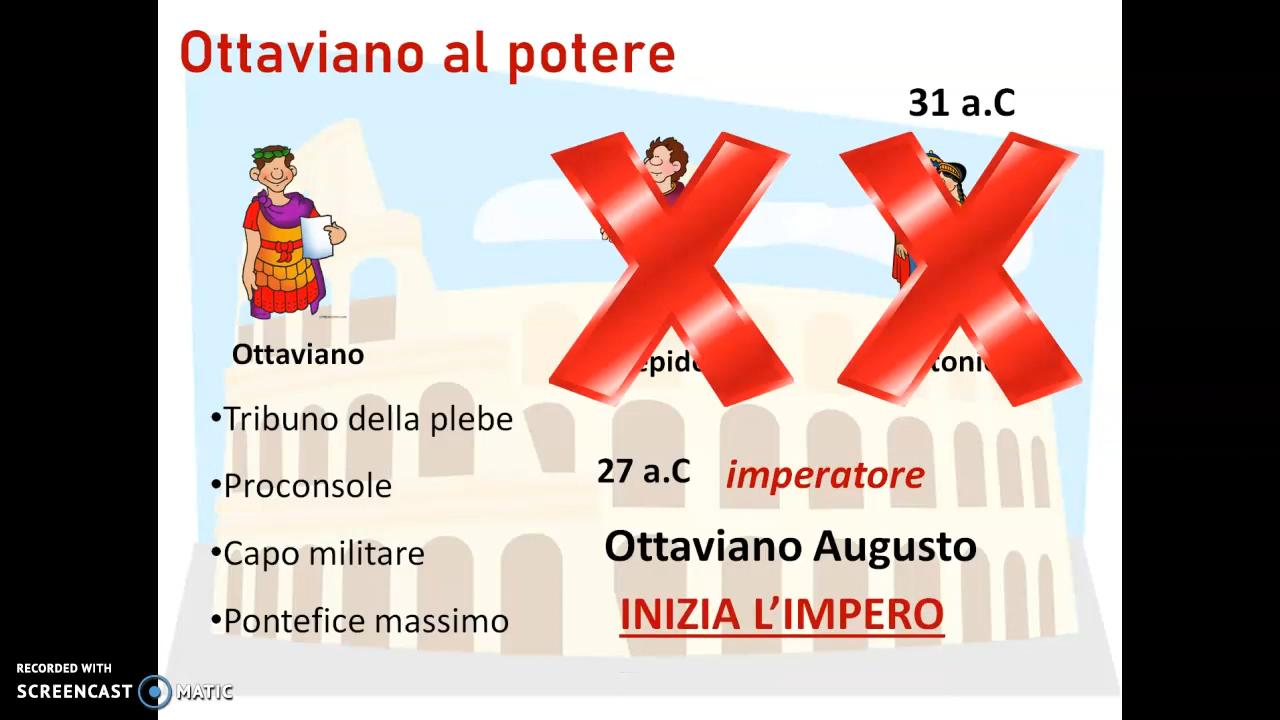 Ottaviano al potere
31 a.C
Ottaviano
•Tribuno della plebe
•Proconsole
•Capo militare
•Pontefice massimo
27 a.C imperatore
Ottaviano Augusto
INIZIA L'IMPERO
RECORDED WITH
SCREENCAST MATIC